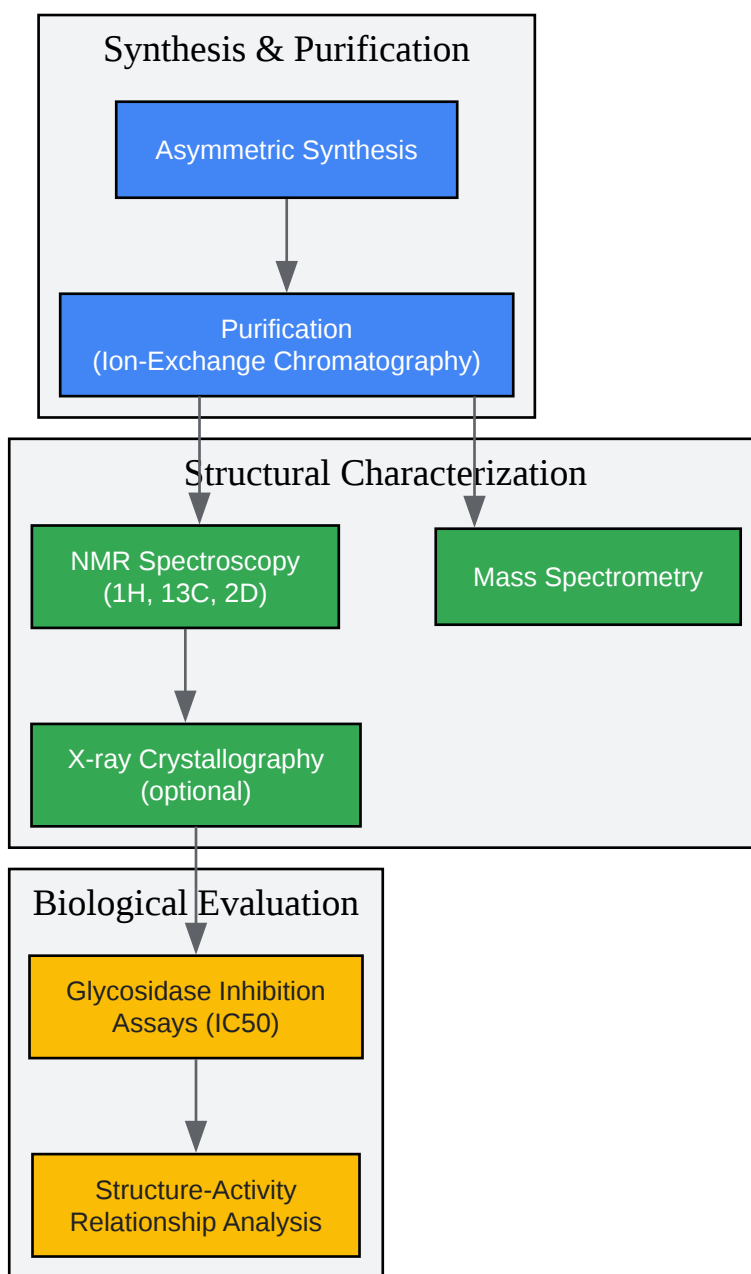 Synthesis & Purification
Asymmetric Synthesis
Purification
(Ion-Exchange Chromatography)
Structural Characterization
NMR Spectroscopy
(1H, 13C, 2D)
Mass Spectrometry
X-ray Crystallography
(optional)
Biological Evaluation
Glycosidase Inhibition
Assays (IC50)
Structure-Activity
Relationship Analysis